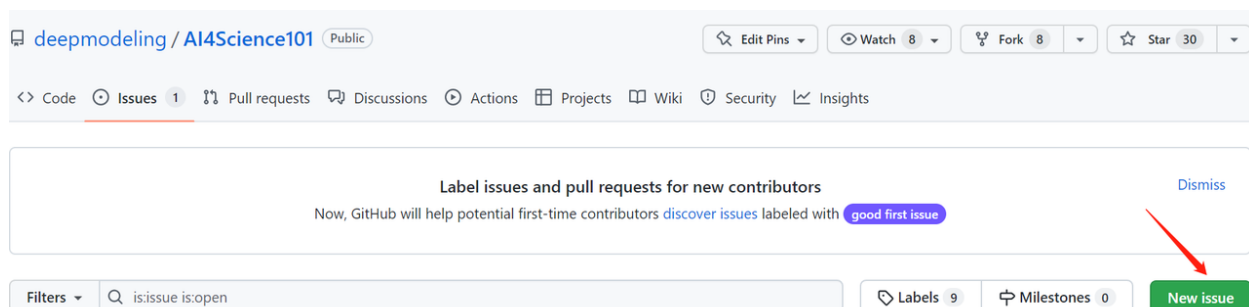 deepmodeling / AI4Science101 Public Edit Pins Watch 8 Fork 8 Star 30
Code Issues 1 Pull requests Discussions Actions Projects Wiki Security Insights
Label issues and pull requests for new contributors Dismiss
Now, GitHub will help potential first-time contributors discover issues labeled with good first issue
Filters is:issue is:open Labels 9 Milestones 0 New issue